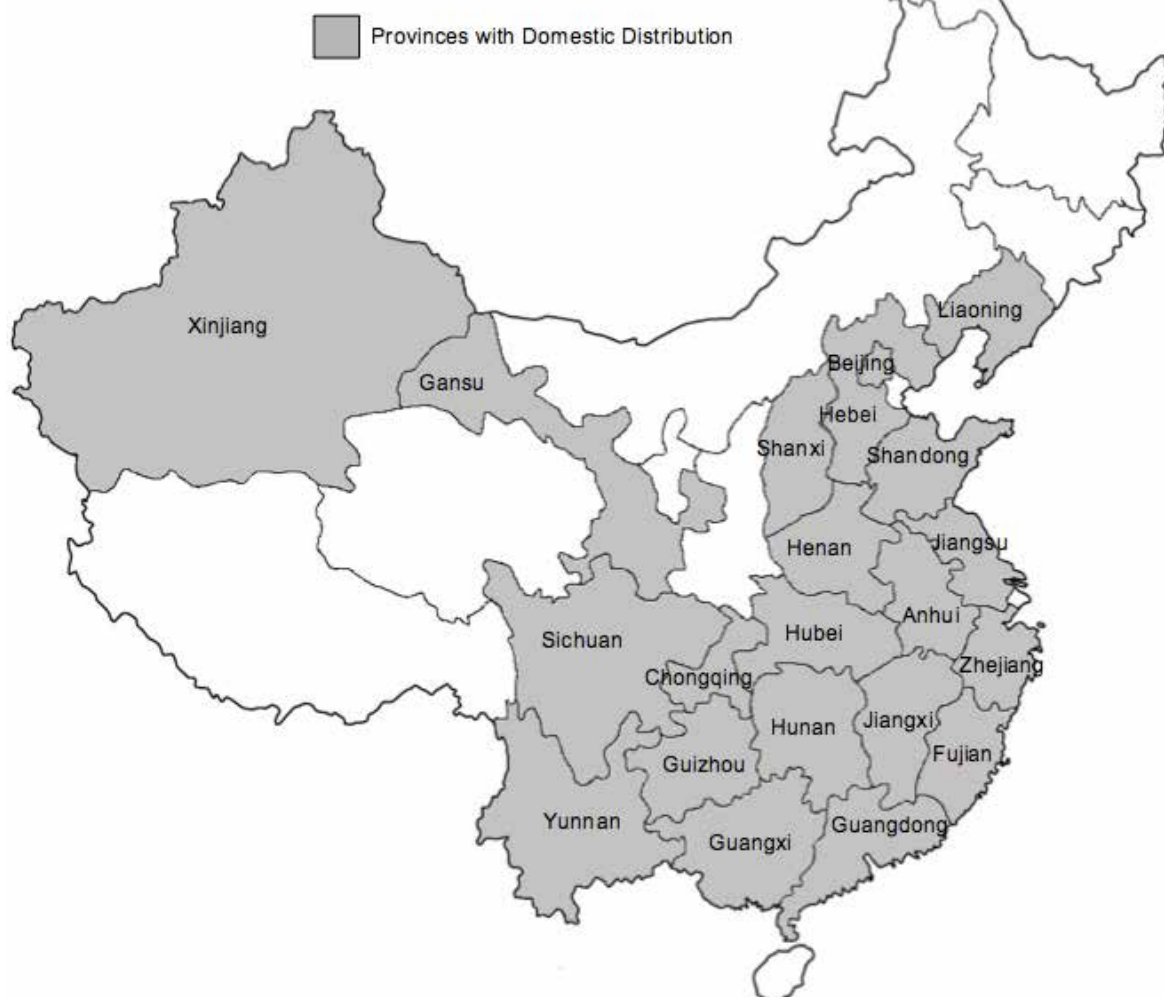 Provinces with Domestic Distribution
Liaoning
Xinjiang
Beijing
Gansu
Hebei
Shanxi
Shandong
Jiangsu
Henan
Anhui
Hubei
Sichuan
Zhejiang
Chongqing
Jiangxi
Hunan
Fujian
Guizhou
Yunnan
Guangdong
Guangxi